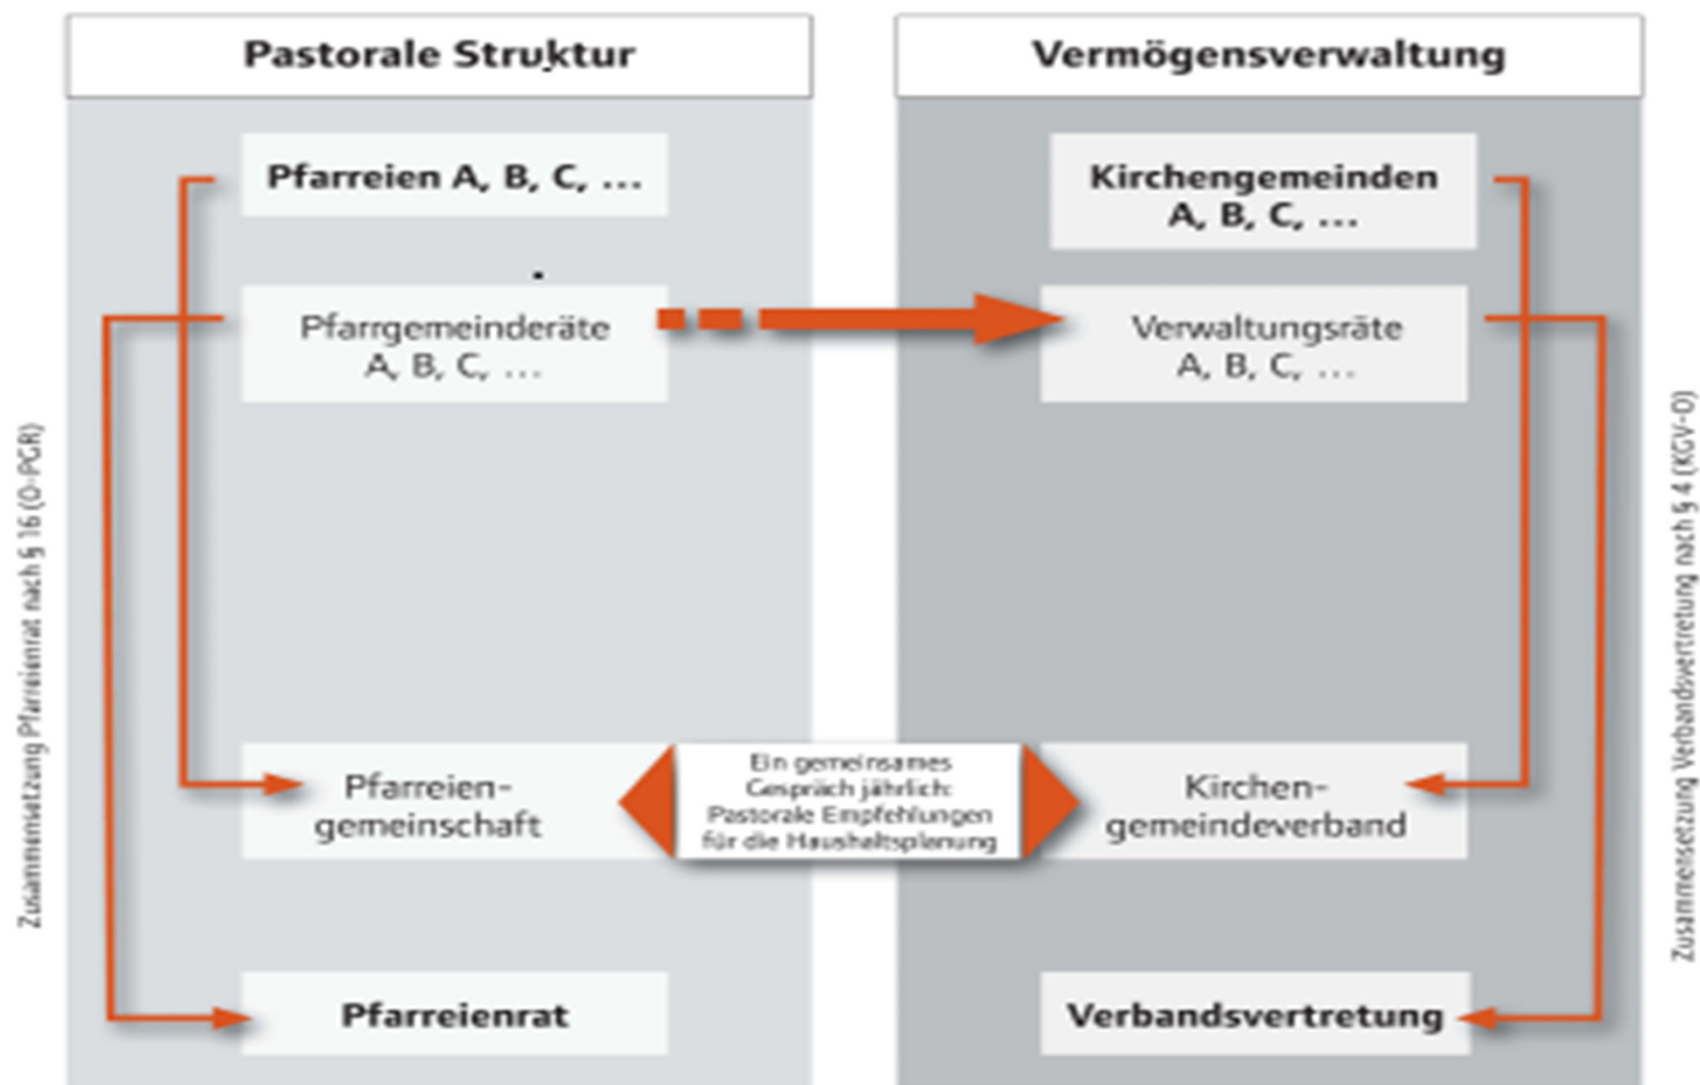 Pastorale Struktur
Pfarreien A, B, C, ...
Pfarrgemeinderäte
A, B, C, ...
Pfarreien-
gemeinschaft
Pfarreienrat
Zusammensetzung Pfarreienrat nach § 16 (O-PGR)
Ein gemeinsames
Gespräch jährlich:
Pastorale Empfehlungen
für die Haushaltsplanung
Vermögensverwaltung
Kirchengemeinden
A, B, C, ...
Verwaltungsräte
A, B, C, ...
Kirchen-
gemeindeverband
Verbandsvertretung
Zusammensetzung Verbandsvertretung nach § 4 (KGV-O)